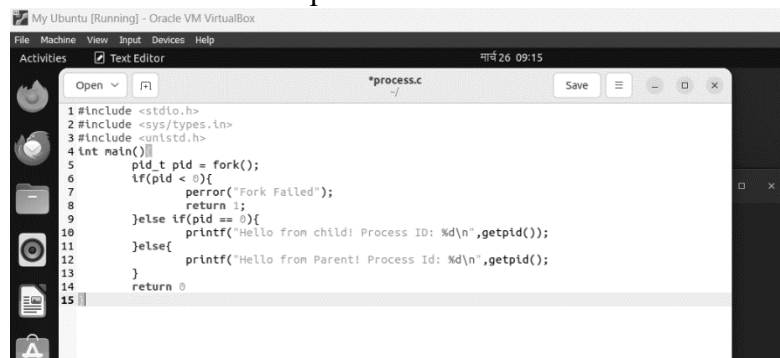 My Ubuntu [Running] - Oracle VM VirtualBox
File Machine View Input Devices Help
Activities Text Editor मार्च 26 09:15
Open *process.c Save
~/
1 #include <stdio.h>
2 #include <sys/types.in>
3 #include <unistd.h>
4 int main(){
5 pid_t pid = fork();
6 if(pid < 0){
7 perror("Fork Failed");
8 return 1;
9 }else if(pid == 0){
10 printf("Hello from child! Process ID: %d\n",getpid());
11 }else{
12 printf("Hello from Parent! Process Id: %d\n",getpid();
13 }
14 return 0
15 }